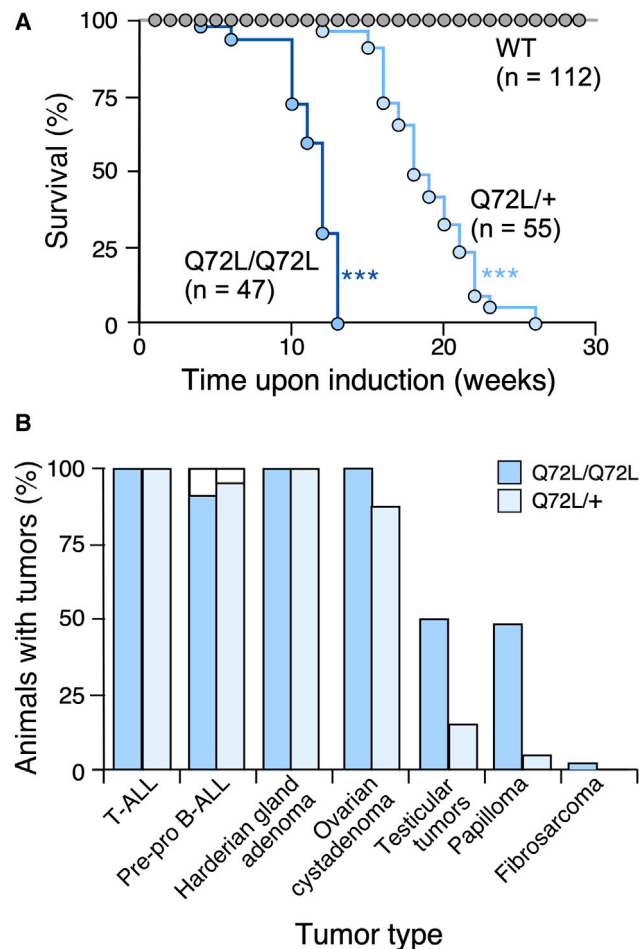 A
100
75
50
25
0
Survival (%)
WT
(n = 112)
Q72L/+
(n = 55)
***
Q72L/Q72L
(n = 47)
***
0
10
20
30
Time upon induction (weeks)
B
100
75
50
25
0
Animals with tumors (%)
Q72L/Q72L
Q72L/+
T-ALL
Pre-pro B-ALL
Harderian gland
adenoma
Ovarian
cystadenoma
Testicular
tumors
Papilloma
Fibrosarcoma
Tumor type